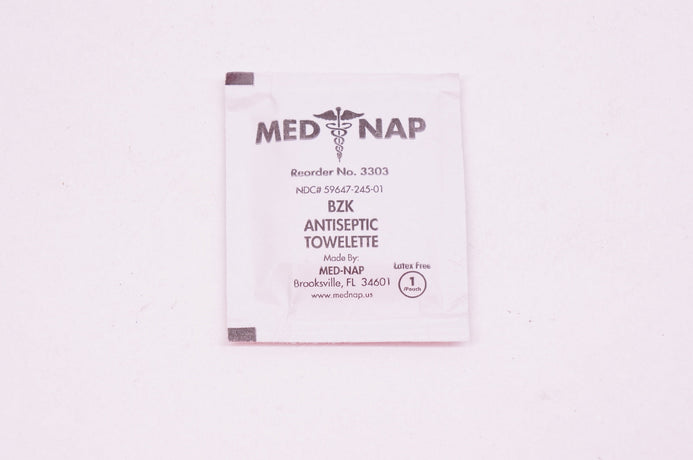 MED NAP
Reorder No. 3303
NDC# 59647-245-01
BZK
ANTISEPTIC
TOWELETTE
Made By:
MED-NAP
Brooksville, FL 34601
www.mednap.us
Latex Free
1
/Pouch